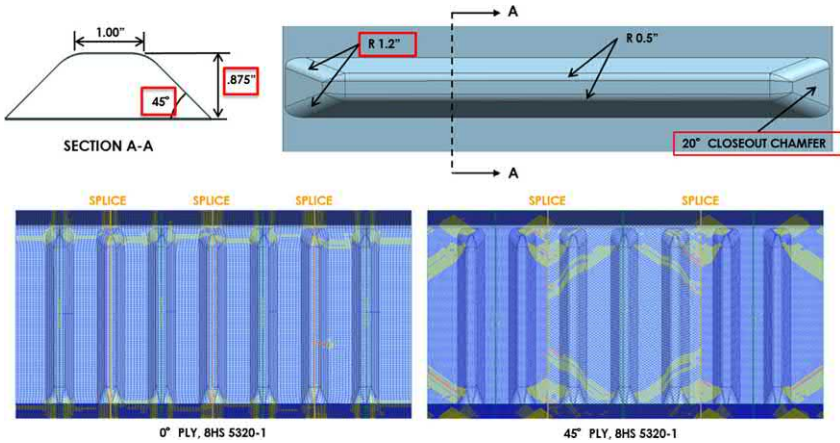 1.00"
.875"
45°
SECTION A-A
A
R 1.2"
R 0.5"
20° CLOSEOUT CHAMFER
A
SPLICE SPLICE SPLICE
SPLICE SPLICE
0° PLY, 8HS 5320-1
45° PLY, 8HS 5320-1